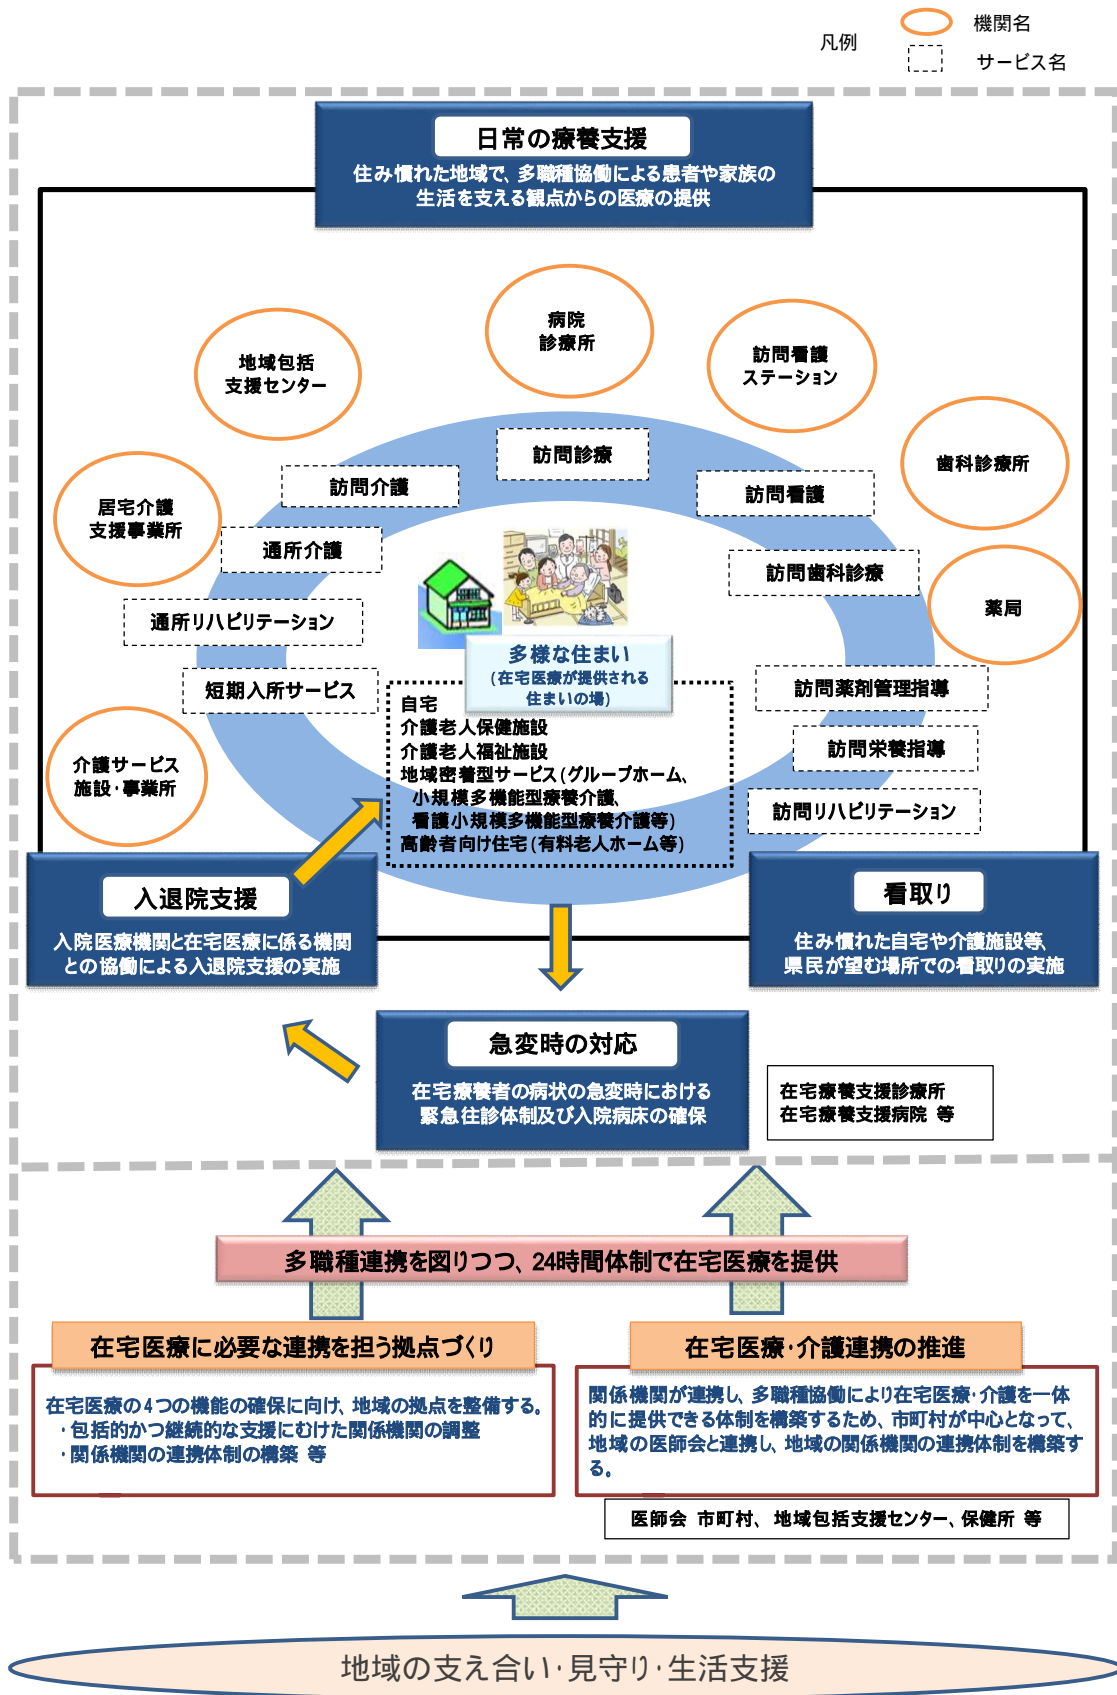 凡例
機関名
サービス名
日常の療養支援
住み慣れた地域で、多職種協働による患者や家族の
生活を支える観点からの医療の提供
病院
診療所
地域包括
支援センター
訪問看護
ステーション
歯科診療所
居宅介護
支援事業所
薬局
介護サービス
施設・事業所
訪問診療
訪問介護
訪問看護
通所介護
訪問歯科診療
通所リハビリテーション
短期入所サービス
訪問薬剤管理指導
訪問栄養指導
訪問リハビリテーション
多様な住まい
(在宅医療が提供される
住まいの場)
自宅
介護老人保健施設
介護老人福祉施設
地域密着型サービス(グループホーム、
小規模多機能型療養介護、
看護小規模多機能型療養介護等)
高齢者向け住宅(有料老人ホーム等)
入退院支援
入院医療機関と在宅医療に係る機関
との協働による入退院支援の実施
看取り
住み慣れた自宅や介護施設等、
県民が望む場所での看取りの実施
急変時の対応
在宅療養者の病状の急変時における
緊急往診体制及び入院病床の確保
在宅療養支援診療所
在宅療養支援病院 等
多職種連携を図りつつ、24時間体制で在宅医療を提供
在宅医療に必要な連携を担う拠点づくり
在宅医療の4つの機能の確保に向け、地域の拠点を整備する。
・包括的かつ継続的な支援にむけた関係機関の調整
・関係機関の連携体制の構築 等
在宅医療・介護連携の推進
関係機関が連携し、多職種協働により在宅医療・介護を一体
的に提供できる体制を構築するため、市町村が中心となって、
地域の医師会と連携し、地域の関係機関の連携体制を構築す
る。
医師会 市町村、地域包括支援センター、保健所 等
地域の支え合い・見守り・生活支援